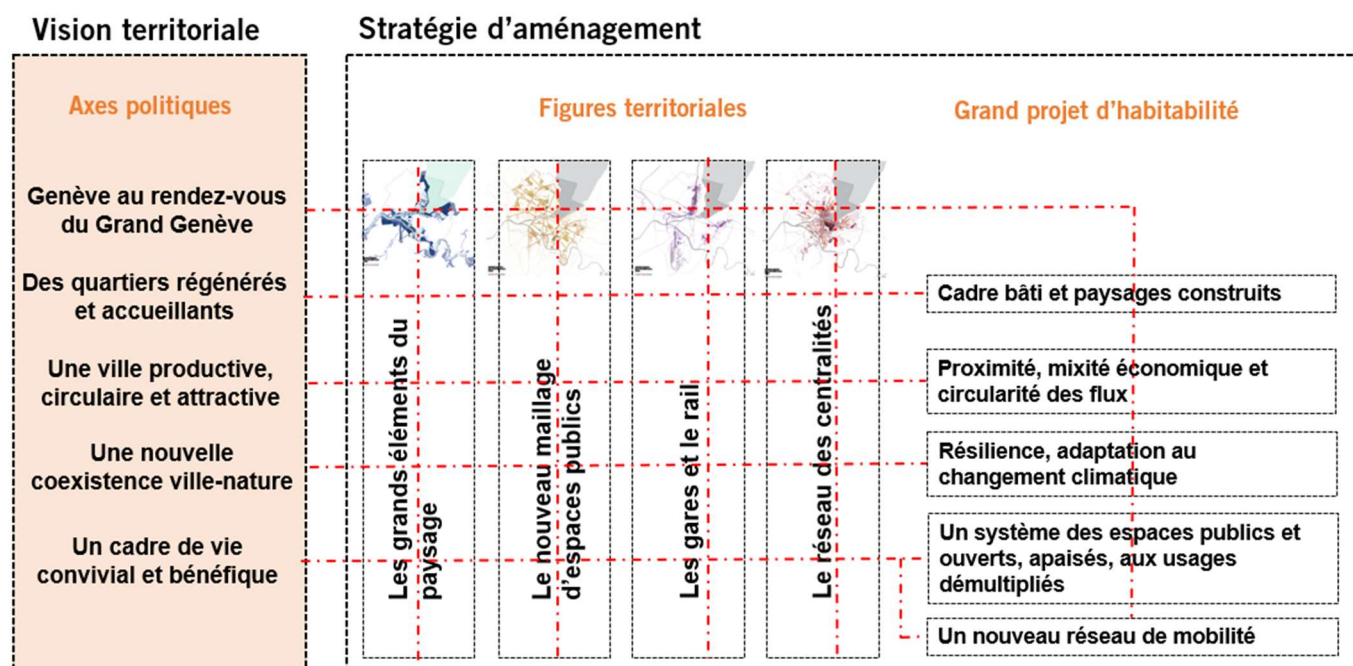 Vision territoriale
Stratégie d'aménagement
Axes politiques
Figures territoriales
Grand projet d'habitabilité
Genève au rendez-vous
du Grand Genève
Des quartiers régénérés
et accueillants
Une ville productive,
circulaire et attractive
Une nouvelle
coexistence ville-nature
Un cadre de vie
convivial et bénéfique
Les grands éléments du
paysage
Le nouveau maillage
d'espaces publics
Les gares et le rail
Le réseau des centralités
Cadre bâti et paysages construits
Proximité, mixité économique et
circularité des flux
Résilience, adaptation au
changement climatique
Un système des espaces publics et
ouverts, apaisés, aux usages
démultipliés
Un nouveau réseau de mobilité